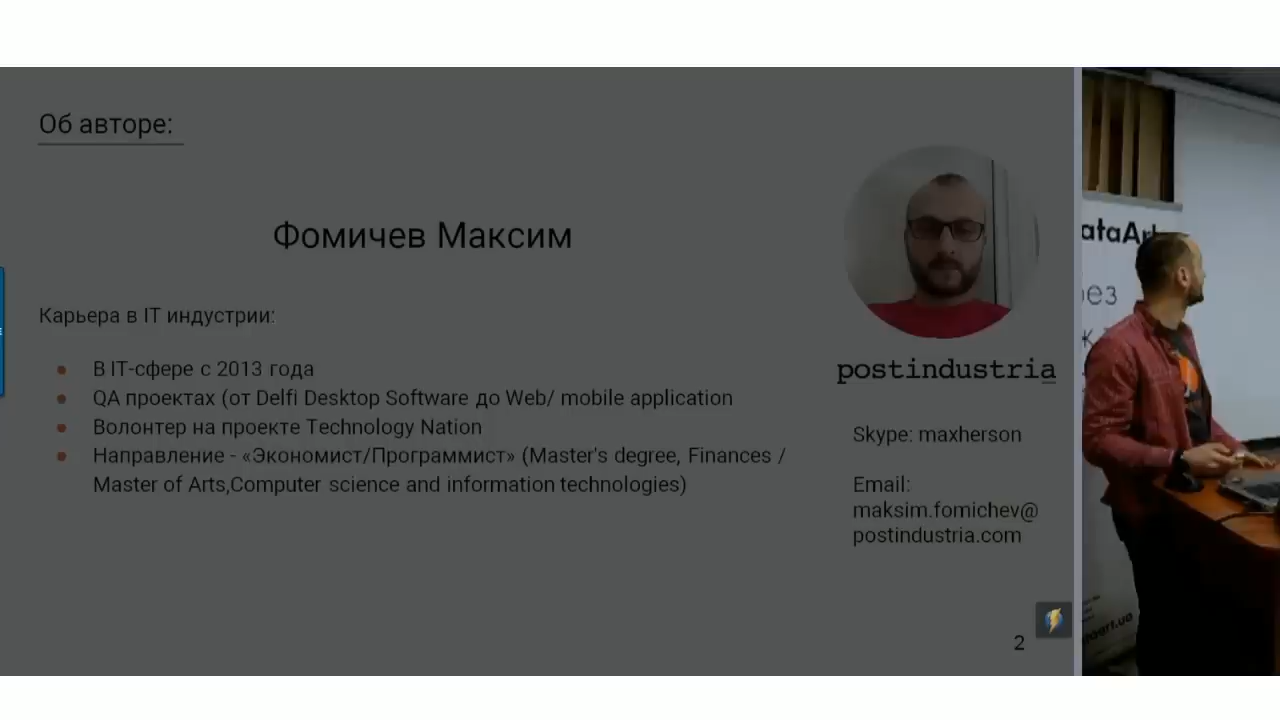 Об авторе:
Фомичев Максим
Карьера в IT индустрии:
В IT-сфере с 2013 года
QA проектах (от Delfi Desktop Software до Web/ mobile application
Волонтер на проекте Technology Nation
Направление - «Экономист/Программист» (Master's degree, Finances /
Master of Arts,Computer science and information technologies)
postindustria
Skype: maxherson
Email:
maksim.fomichev@
postindustria.com
2
ataArt